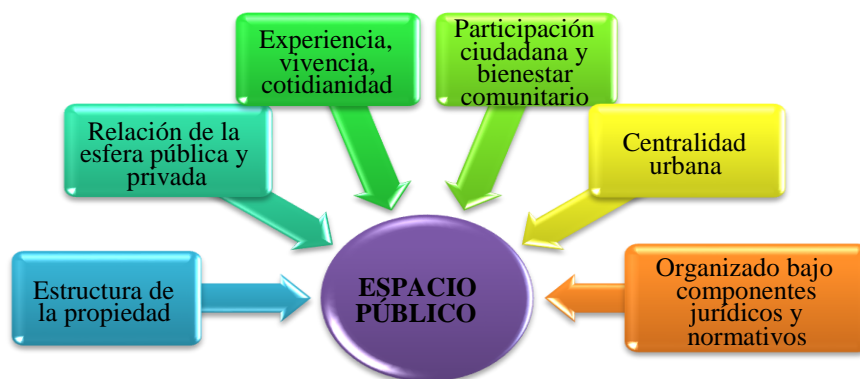 Experiencia,
vivencia,
cotidianidad
Participación
ciudadana y
bienestar
comunitario
Relación de la
esfera pública y
privada
Centralidad
urbana
Estructura de
la propiedad
ESPACIO
PÚBLICO
Organizado bajo
componentes
jurídicos y
normativos